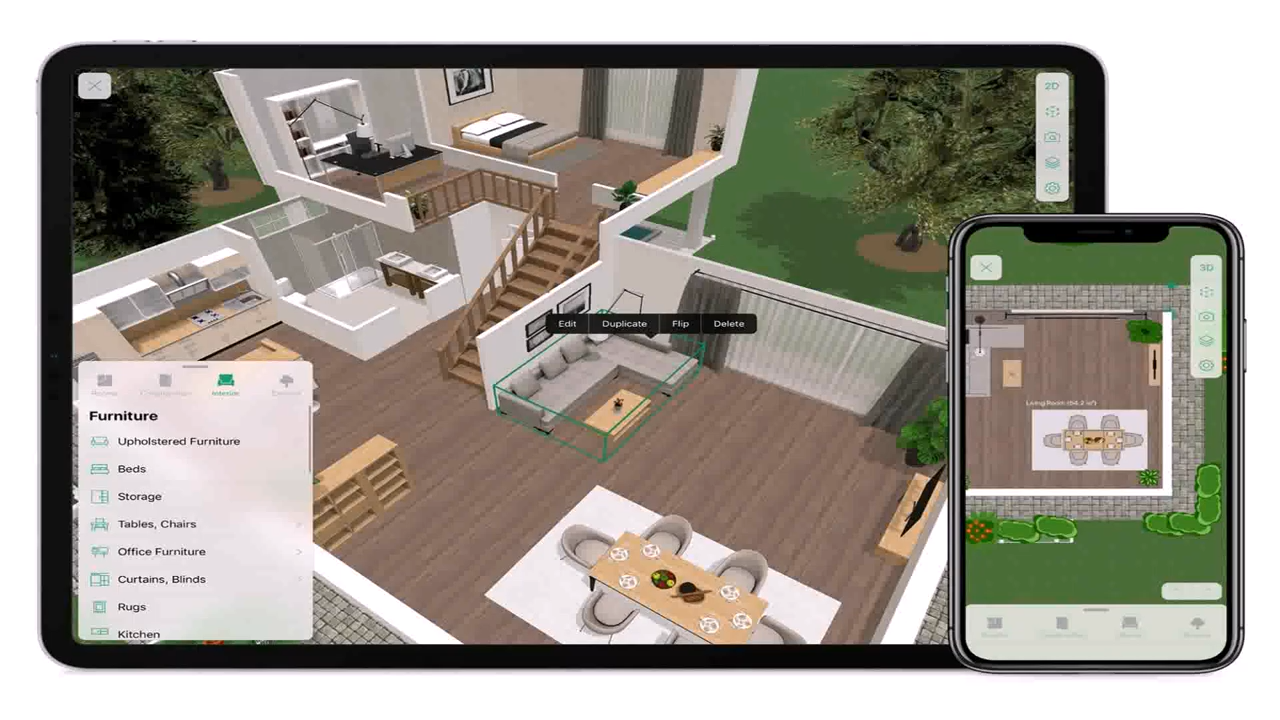 2D
Edit Duplicate Flip Delete
3D
Interior
Furniture
Upholstered Furniture
Beds
Storage
Tables, Chairs
Office Furniture
Curtains, Blinds
Rugs
Kitchen